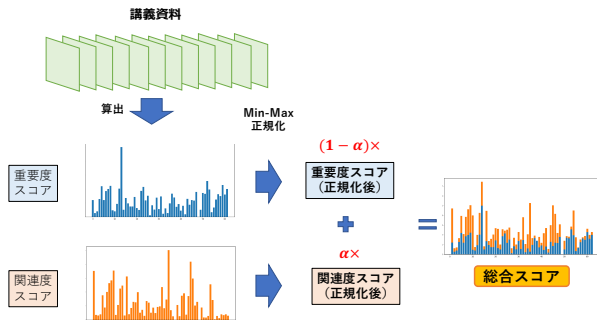 講義資料
算出
Min-Max
正規化
重要度
スコア
(1 − α)×
重要度スコア
（正規化後）
+
α×
関連度
スコア
関連度スコア
（正規化後）
=
総合スコア